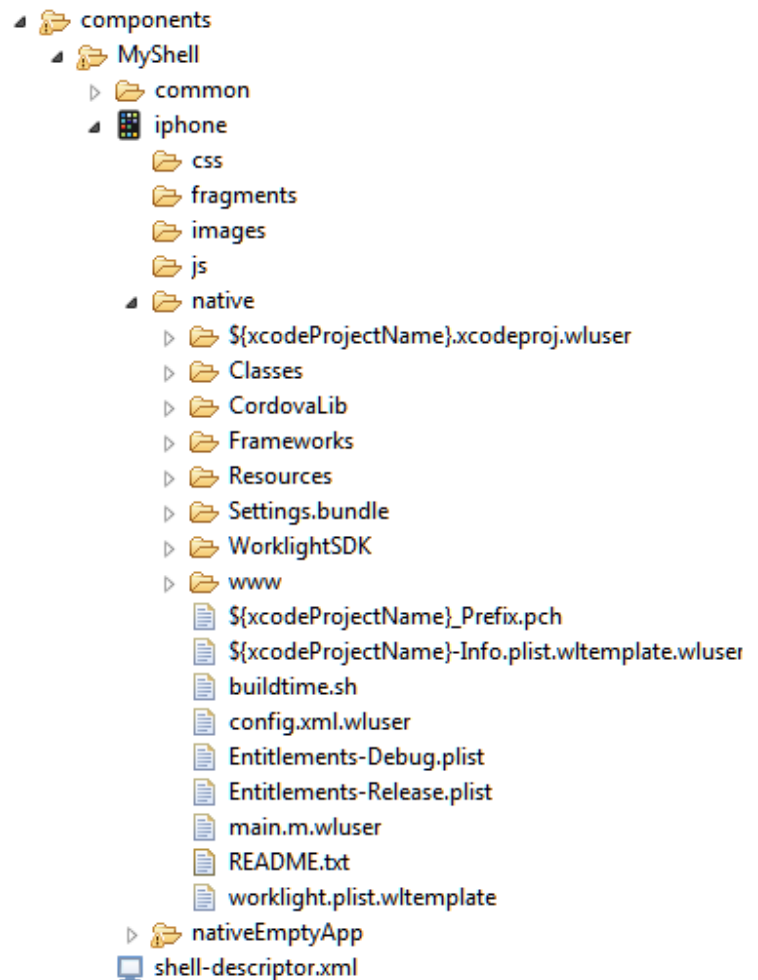 components
MyShell
common
iphone
css
fragments
images
js
native
${xcodeProjectName}.xcodeproj.wluser
Classes
CordovaLib
Frameworks
Resources
Settings.bundle
WorklightSDK
www
${xcodeProjectName}_Prefix.pch
${xcodeProjectName}-Info.plist.wltemplate.wluser
buildtime.sh
config.xml.wluser
Entitlements-Debug.plist
Entitlements-Release.plist
main.m.wluser
README.txt
worklight.plist.wltemplate
nativeEmptyApp
shell-descriptor.xml